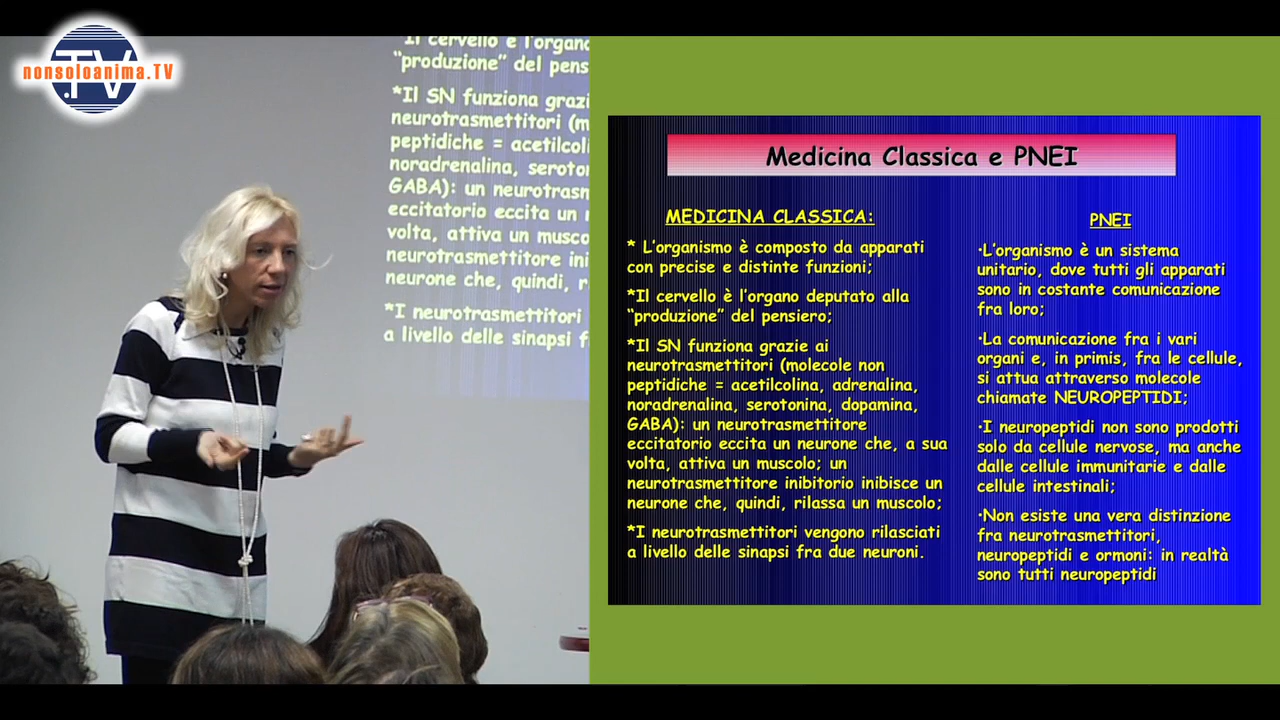 .TV
nonsoloanima.TV
Il cervello è l'organo
"produzione" del pens
*Il SN funziona grazi
neurotrasmettitori (m
peptidiche = acetilcoli
noradrenalina, seroton
GABA): un neurotrasm
eccitatorio eccita un n
volta, attiva un musco
neurotrasmettitore ini
neurone che, quindi, r
*I neurotrasmettitori
a livello delle sinapsi f
Medicina Classica e PNEI
MEDICINA CLASSICA:
* L'organismo è composto da apparati
con precise e distinte funzioni;
*Il cervello è l'organo deputato alla
"produzione" del pensiero;
*Il SN funziona grazie ai
neurotrasmettitori (molecole non
peptidiche = acetilcolina, adrenalina,
noradrenalina, serotonina, dopamina,
GABA): un neurotrasmettitore
eccitatorio eccita un neurone che, a sua
volta, attiva un muscolo; un
neurotrasmettitore inibitorio inibisce un
neurone che, quindi, rilassa un muscolo;
*I neurotrasmettitori vengono rilasciati
a livello delle sinapsi fra due neuroni.
PNEI
·L'organismo è un sistema
unitario, dove tutti gli apparati
sono in costante comunicazione
fra loro;
·La comunicazione fra i vari
organi e, in primis, fra le cellule,
si attua attraverso molecole
chiamate NEUROPEPTIDI;
·I neuropeptidi non sono prodotti
solo da cellule nervose, ma anche
dalle cellule immunitarie e dalle
cellule intestinali;
·Non esiste una vera distinzione
fra neurotrasmettitori,
neuropeptidi e ormoni: in realtà
sono tutti neuropeptidi